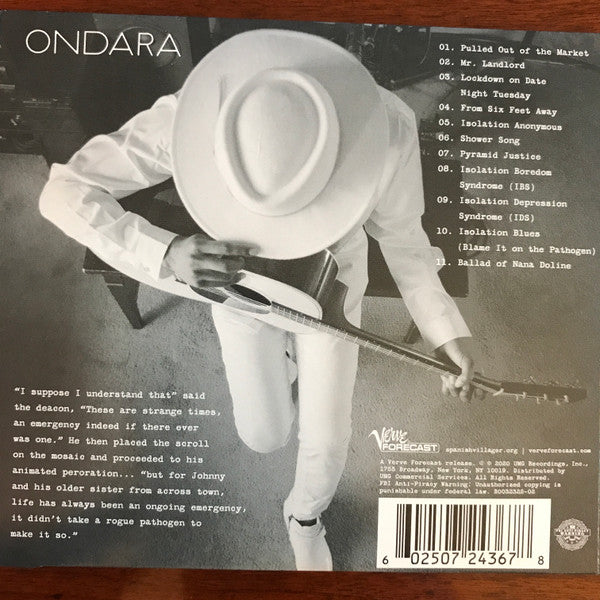 ONDARA
01. Pulled Out of the Market
02. Mr. Landlord
03. Lockdown on Date
Night Tuesday
04. From Six Feet Away
05. Isolation Anonymous
06. Shower Song
07. Pyramid Justice
08. Isolation Boredom
Syndrome (IBS)
09. Isolation Depression
Syndrome (IDS)
10. Isolation Blues
(Blame It on the Pathogen)
11. Ballad of Nana Doline
"I suppose I understand that" said
the deacon, "These are strange times,
an emergency indeed if there ever
was one." He then placed the scroll
on the mosaic and proceeded to his
animated peroration... "but for Johnny
and his older sister from across town,
life has always been an ongoing emergency,
it didn't take a rogue pathogen to
make it so."
Verve
FORECAST
spanishvillager.org | verveforecast.com
A Verve Forecast release. © ℗ 2020 UMG Recordings, Inc.,
1755 Broadway, New York, NY 10019. Distributed by
UMG Commercial Services. All Rights Reserved.
FBI Anti-Piracy Warning: Unauthorized copying is
punishable under federal law. B0032328-02
6 02507 24367 8